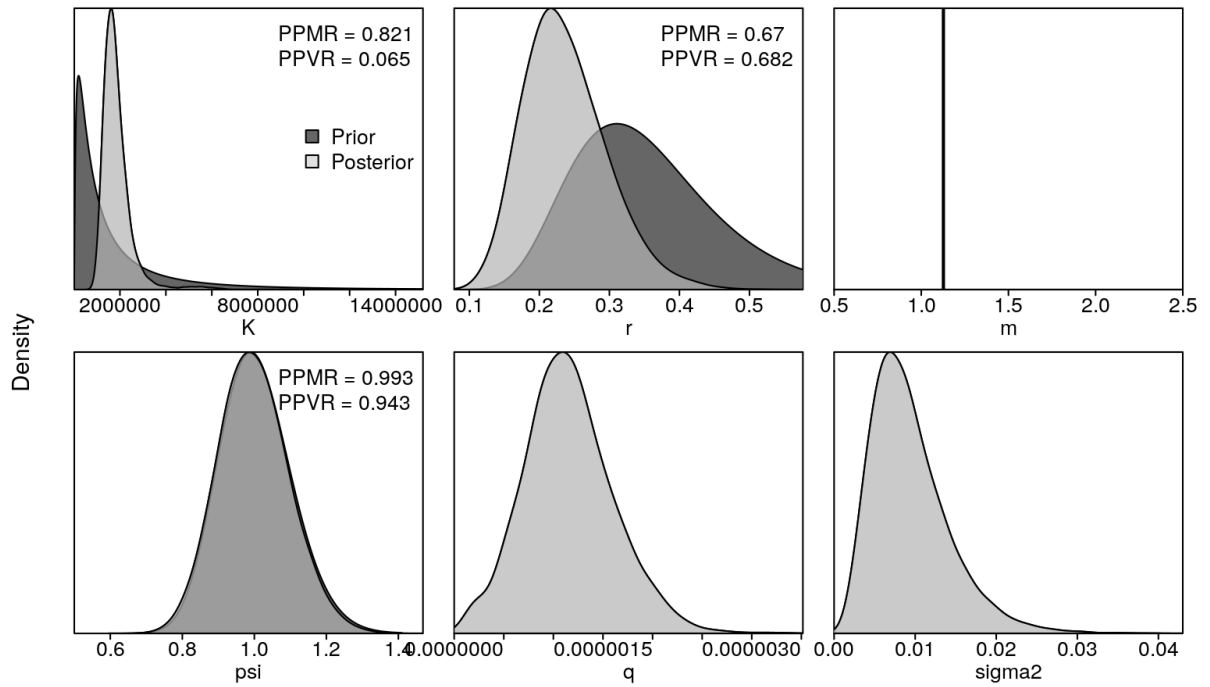 PPMR = 0.821
PPVR = 0.065
Prior
Posterior
2000000 8000000 14000000
K
PPMR = 0.67
PPVR = 0.682
0.1 0.2 0.3 0.4 0.5
r
0.5 1.0 1.5 2.0 2.5
m
Density
PPMR = 0.993
PPVR = 0.943
0.6 0.8 1.0 1.2 1.4
psi
0.0000000 0.0000015 0.0000030
q
0.00 0.01 0.02 0.03 0.04
sigma2